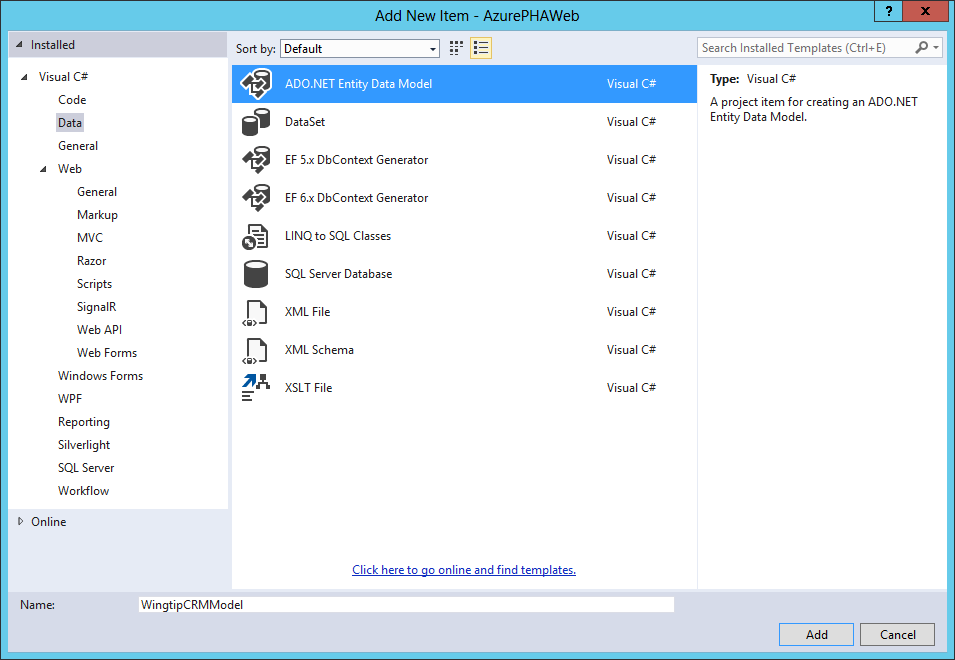 Add New Item - AzurePHAWeb
? x
Installed
Sort by: Default
Search Installed Templates (Ctrl+E)
Visual C#
Code
Data
General
Web
General
Markup
MVC
Razor
Scripts
SignalR
Web API
Web Forms
Windows Forms
WPF
Reporting
Silverlight
SQL Server
Workflow
Online
ADO.NET Entity Data Model Visual C#
DataSet Visual C#
EF 5.x DbContext Generator Visual C#
EF 6.x DbContext Generator Visual C#
LINQ to SQL Classes Visual C#
SQL Server Database Visual C#
XML File Visual C#
XML Schema Visual C#
XSLT File Visual C#
Click here to go online and find templates.
Type: Visual C#
A project item for creating an ADO.NET
Entity Data Model.
Name: WingtipCRMModel
Add Cancel